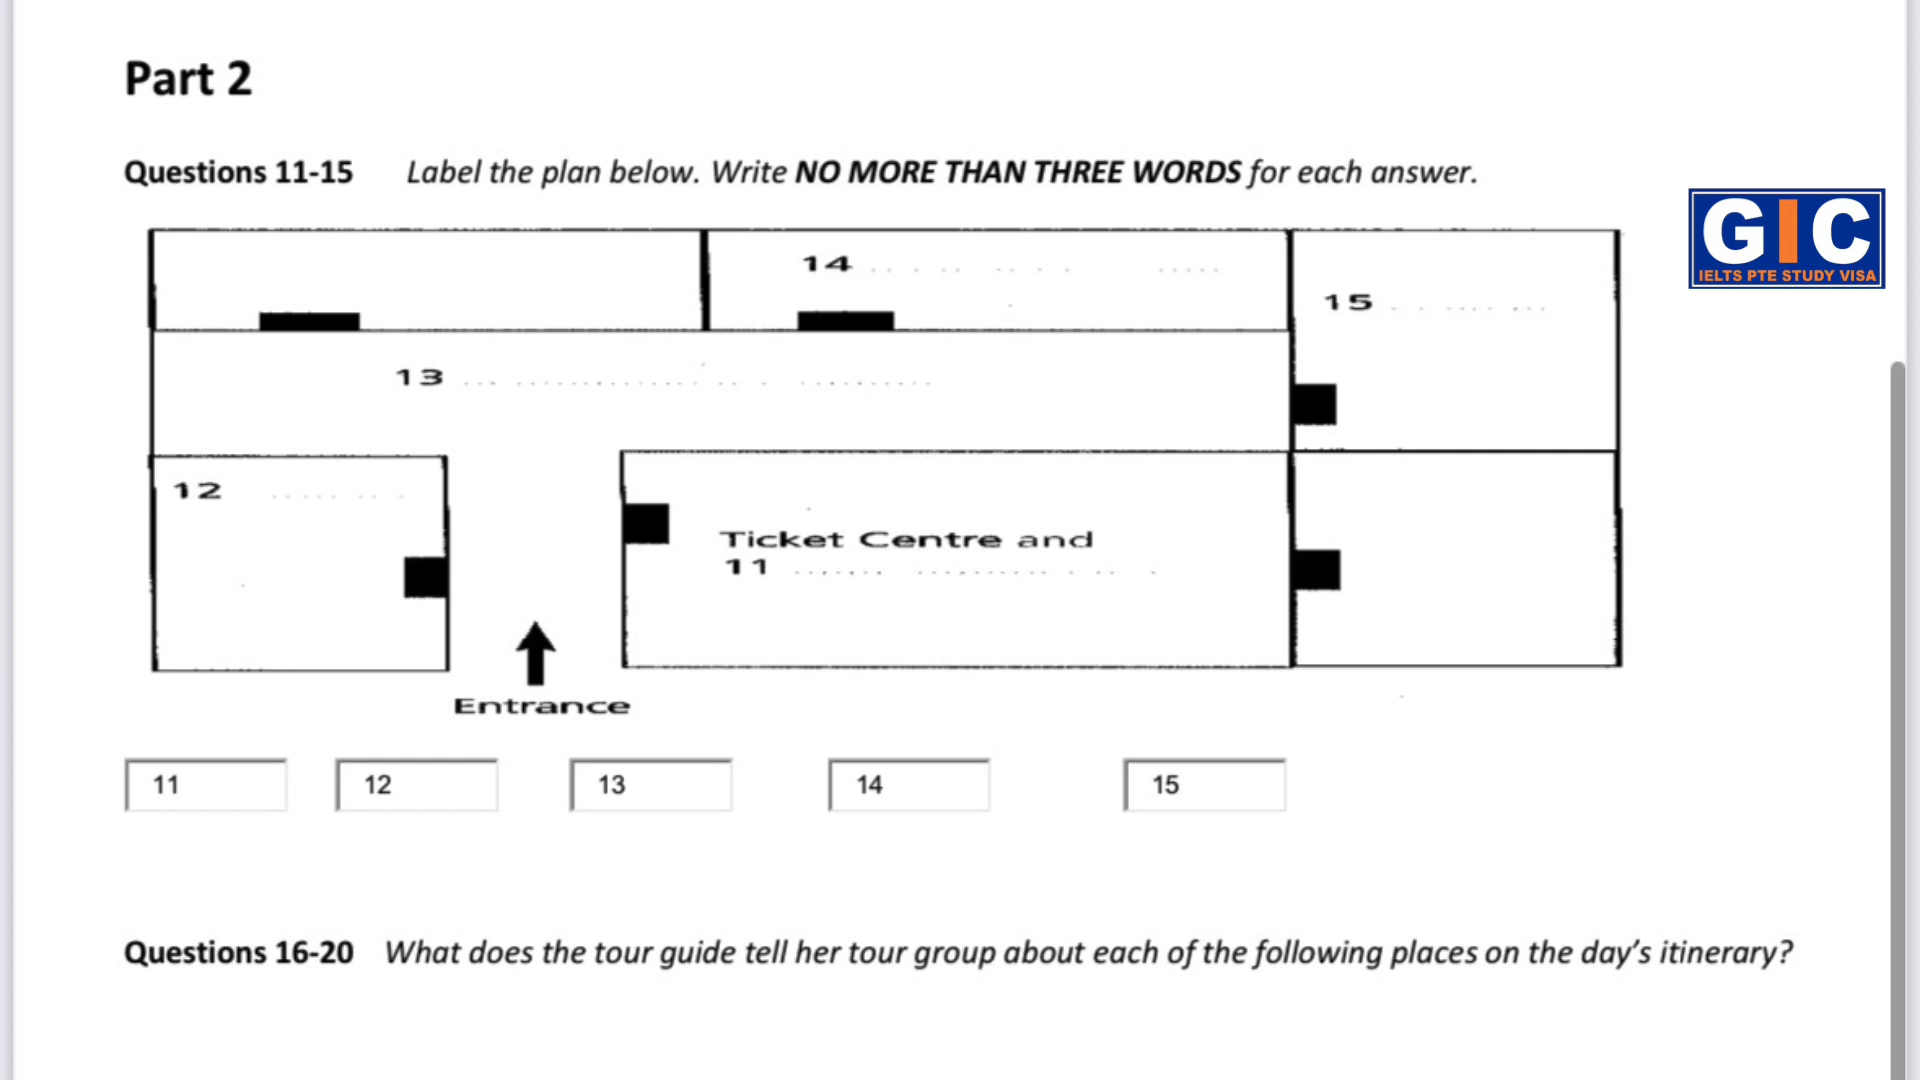 Part 2
Questions 11-15 Label the plan below. Write NO MORE THAN THREE WORDS for each answer.
GIC
IELTS PTE STUDY VISA
14
15
13
12
Ticket Centre and
11
Entrance
11 12 13 14 15
Questions 16-20 What does the tour guide tell her tour group about each of the following places on the day's itinerary?